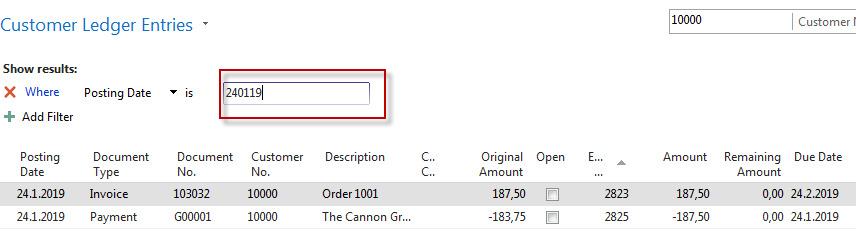 Customer Ledger Entries
10000 Customer N
Show results:
Where Posting Date is 240119
Add Filter
Posting Document Document Customer Description C.. Original Open E... Amount Remaining Due Date
Date Type No. No. C.. Amount ... Amount
24.1.2019 Invoice 103032 10000 Order 1001 187,50 2823 187,50 0,00 24.2.2019
24.1.2019 Payment G00001 10000 The Cannon Gr... -183,75 2825 -187,50 0,00 24.1.2019